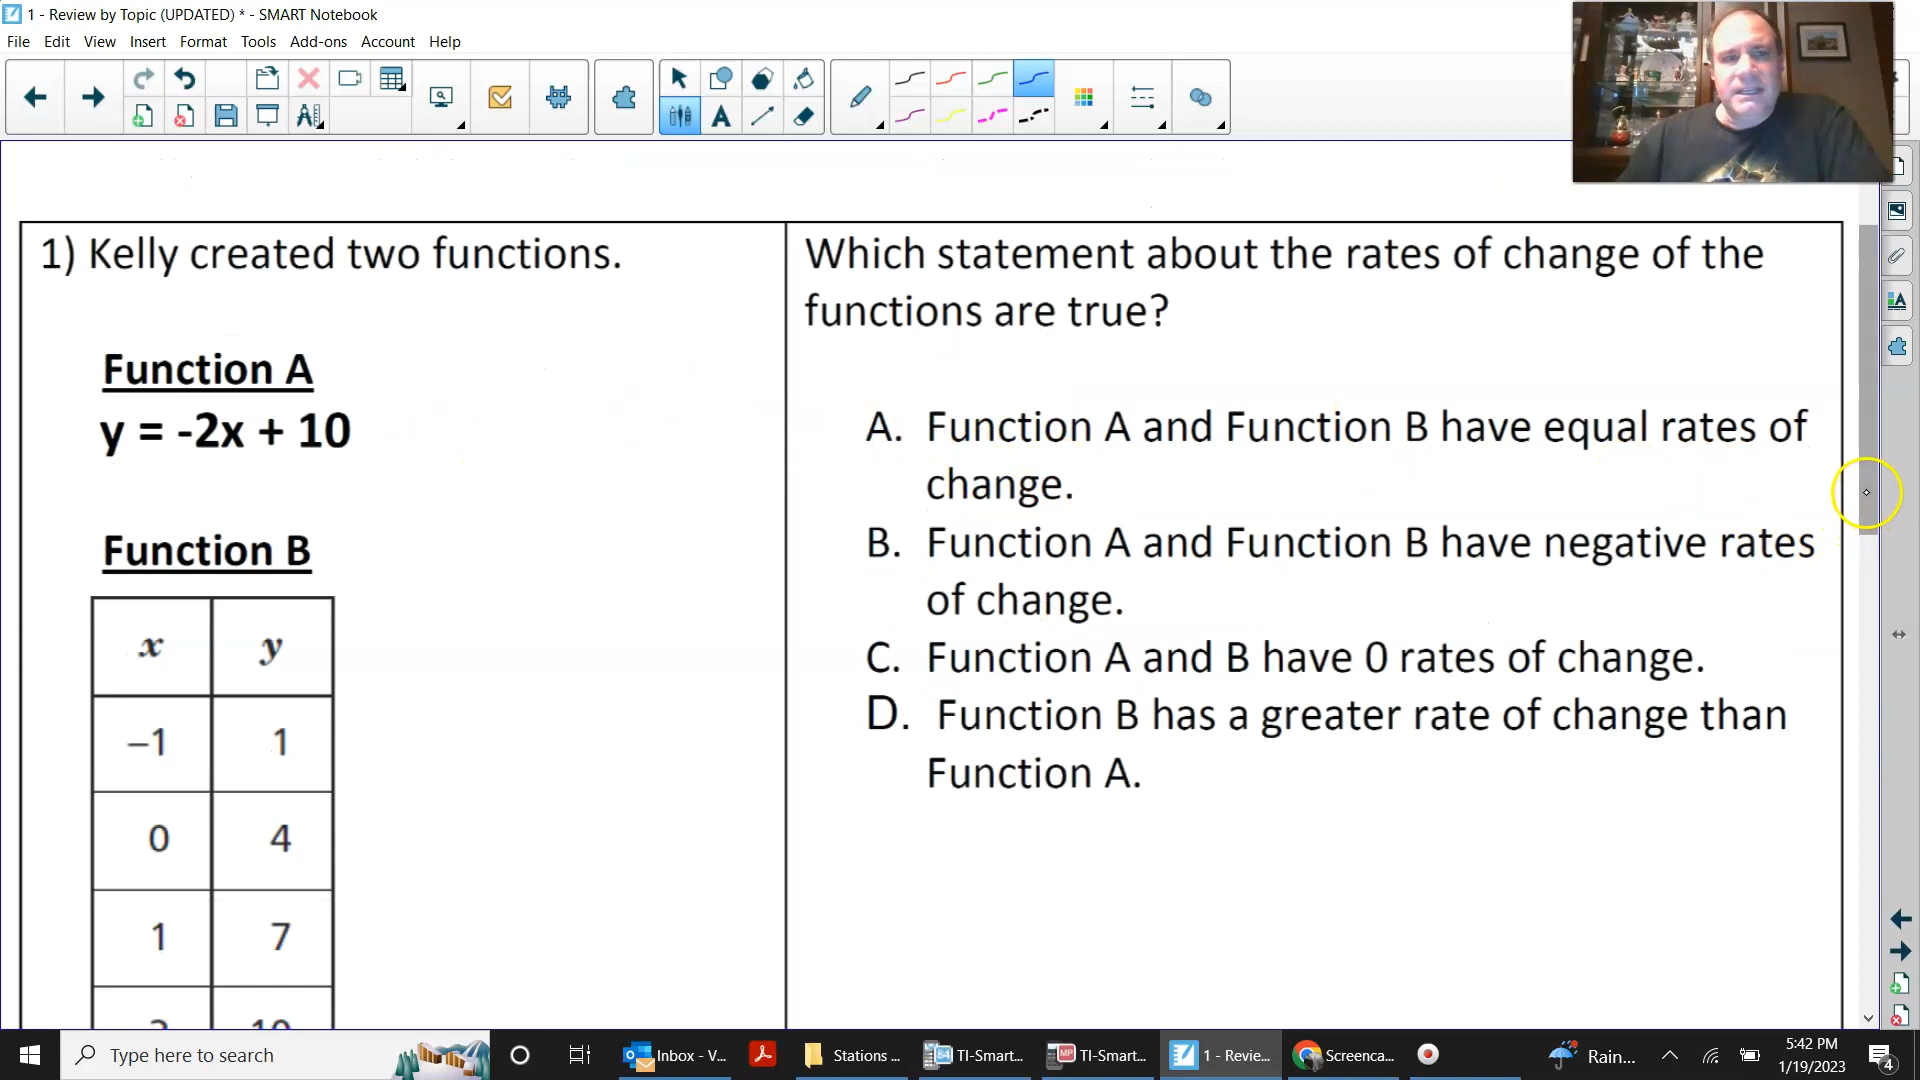 1 - Review by Topic (UPDATED) * - SMART Notebook
File Edit View Insert Format Tools Add-ons Account Help
1) Kelly created two functions.
Function A
y = -2x + 10
Function B
x y
–1 1
0 4
1 7
Which statement about the rates of change of the
functions are true?
A. Function A and Function B have equal rates of
change.
B. Function A and Function B have negative rates
of change.
C. Function A and B have 0 rates of change.
D. Function B has a greater rate of change than
Function A.
Type here to search
Inbox - V...
Stations ...
TI-Smart...
TI-Smart...
1 - Revie...
Screenca...
Rain...
5:42 PM
1/19/2023
4